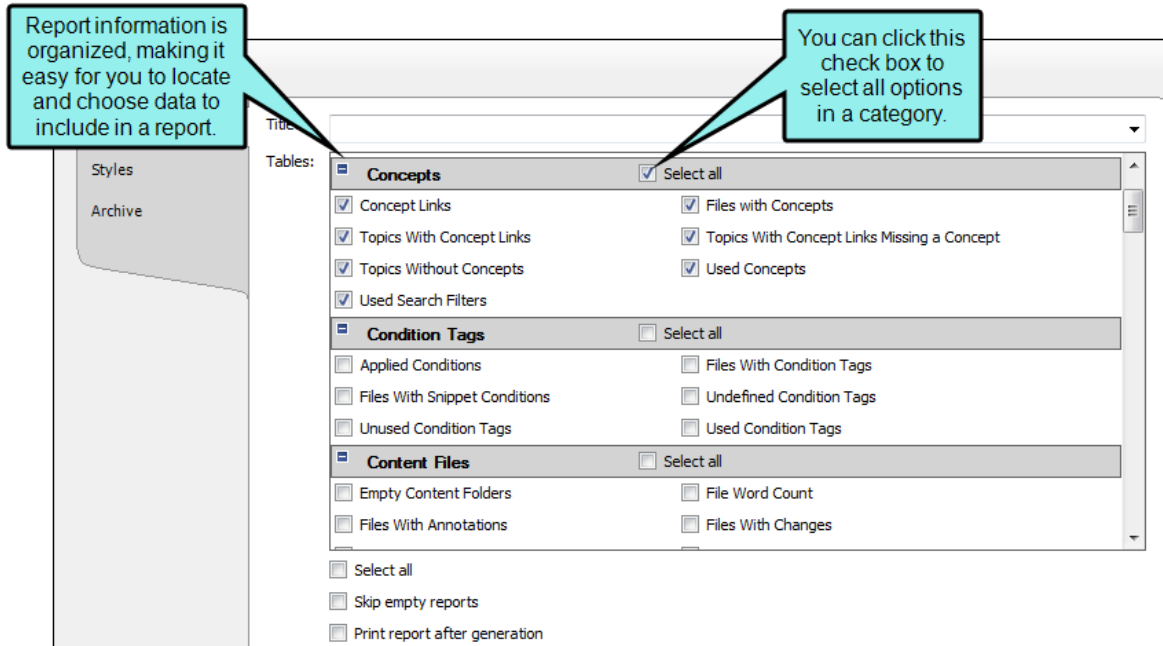 Report information is
organized, making it
easy for you to locate
and choose data to
include in a report.
You can click this
check box to
select all options
in a category.
Styles
Archive
Tables:
Concepts Select all
Concept Links Files with Concepts
Topics With Concept Links Topics With Concept Links Missing a Concept
Topics Without Concepts Used Concepts
Used Search Filters
Condition Tags Select all
Applied Conditions Files With Condition Tags
Files With Snippet Conditions Undefined Condition Tags
Unused Condition Tags Used Condition Tags
Content Files Select all
Empty Content Folders File Word Count
Files With Annotations Files With Changes
Select all
Skip empty reports
Print report after generation